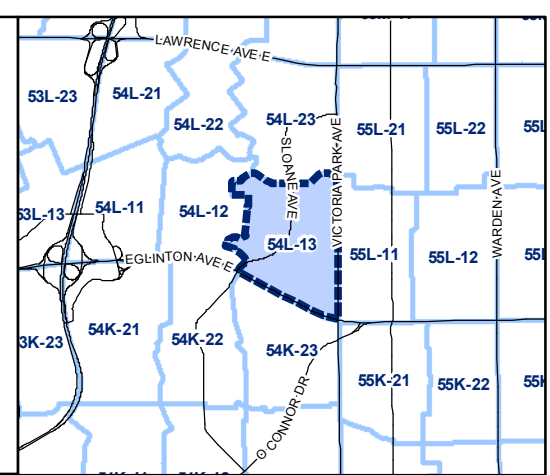 LAWRENCE AVE E
53L-23
54L-21
54L-22
54L-23
55L-21
55L-22
SLOANE AVE
VICTORIA PARK AVE
WARDEN AVE
53L-13
54L-11
54L-12
54L-13
55L-11
55L-12
EGLINTON AVE E
3K-23
54K-21
54K-22
54K-23
55K-21
55K-22
O CONNOR DR